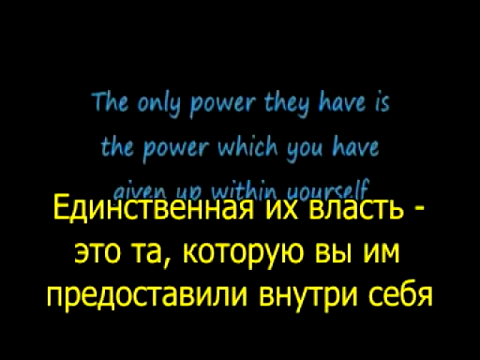 The only power they have is
the power which you have
given up within yourself
Единственная их власть -
это та, которую вы им
предоставили внутри себя